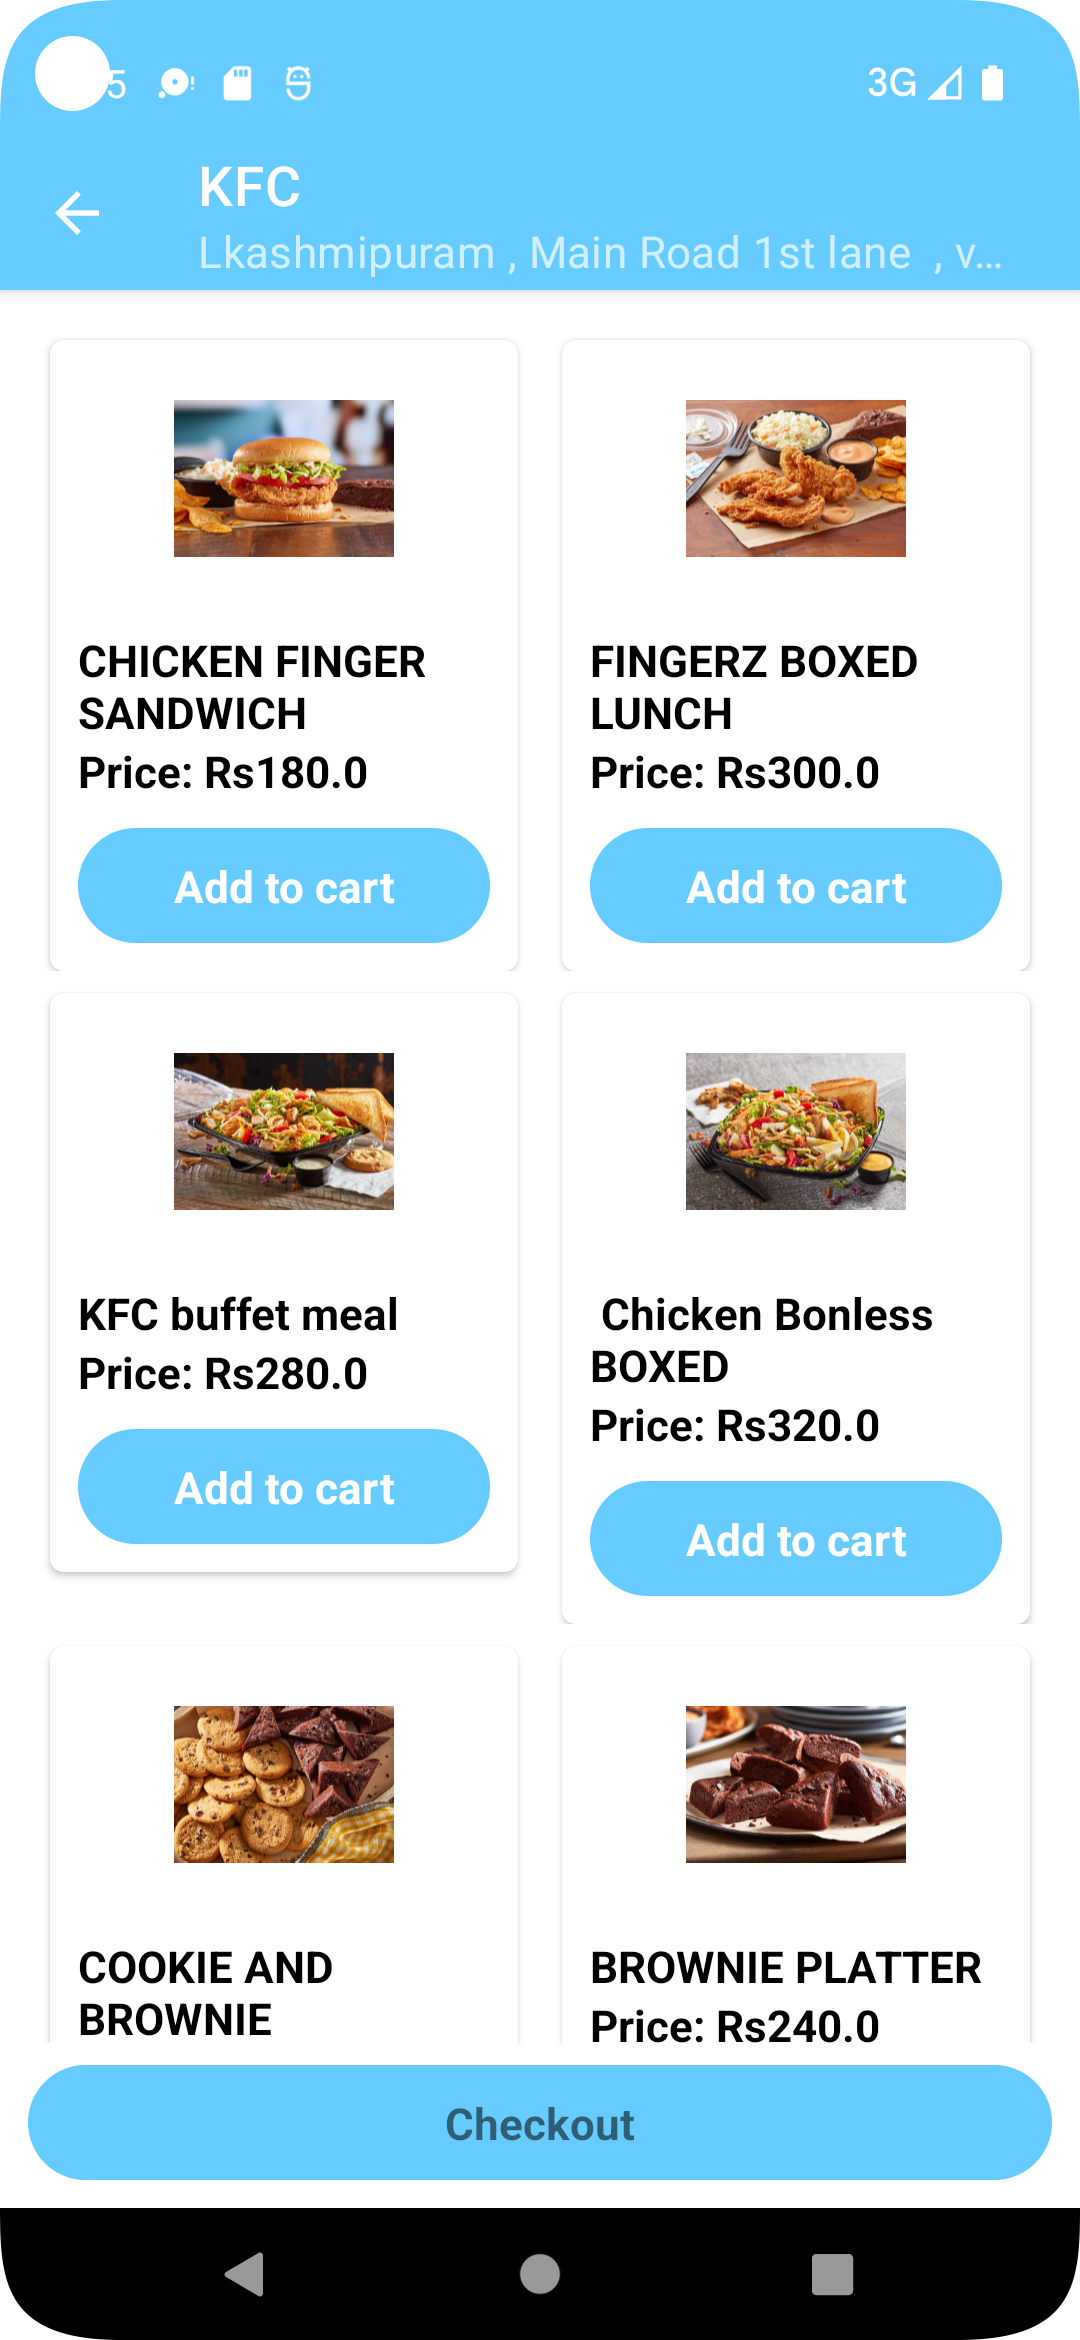 5
3G
KFC
Lkashmipuram , Main Road 1st lane , v...
CHICKEN FINGER
SANDWICH
Price: Rs180.0
Add to cart
FINGERZ BOXED
LUNCH
Price: Rs300.0
Add to cart
KFC buffet meal
Price: Rs280.0
Add to cart
Chicken Bonless
BOXED
Price: Rs320.0
Add to cart
COOKIE AND
BROWNIE
BROWNIE PLATTER
Price: Rs240.0
Checkout